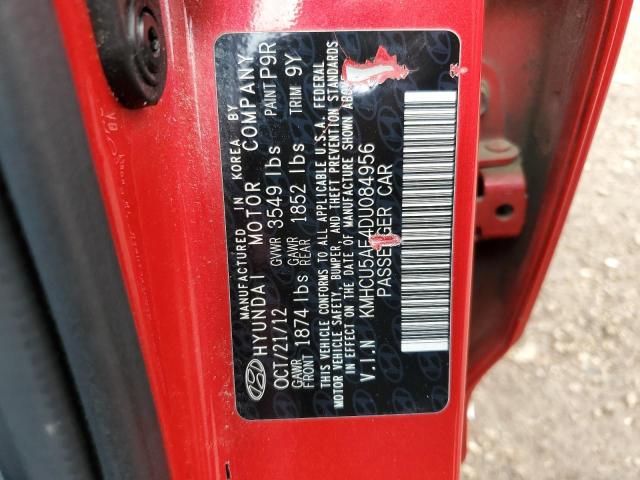 MANUFACTURED IN KOREA BY
HYUNDAI MOTOR COMPANY
OCT/21/12 GVWR 3549 lbs PAINT P9R
GAWR FRONT 1874 lbs GAWR REAR 1852 lbs TRIM 9Y
THIS VEHICLE CONFORMS TO ALL APPLICABLE U.S.A. FEDERAL
MOTOR VEHICLE SAFETY, BUMPER, AND THEFT PREVENTION STANDARDS
IN EFFECT ON THE DATE OF MANUFACTURE SHOWN
V.I.N KMHCU5AE4DU084956
PASSENGER CAR